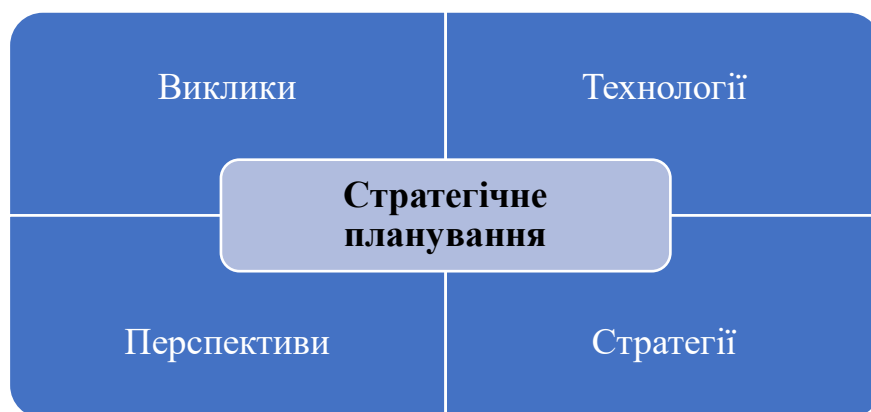 Виклики
Технології
Стратегічне
планування
Перспективи
Стратегії